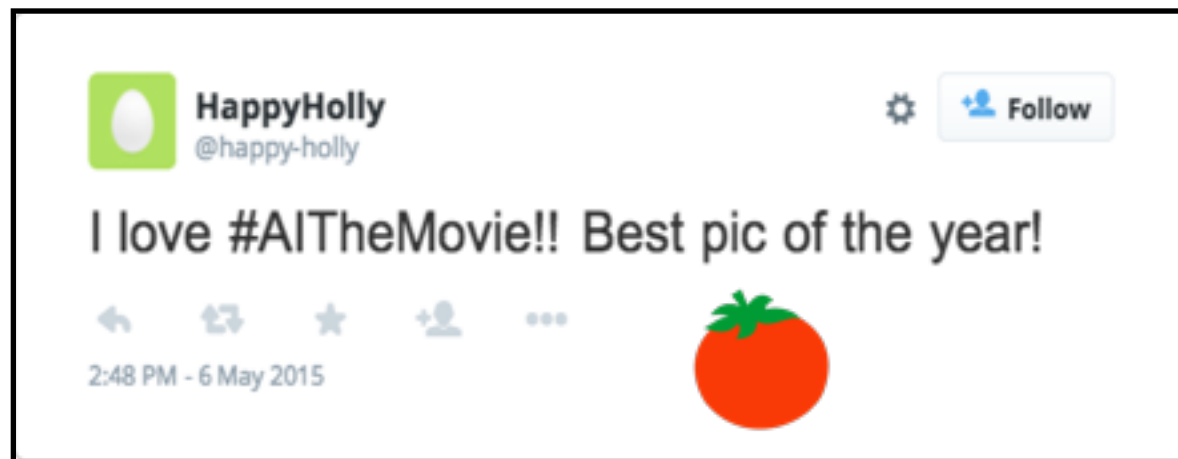 HappyHolly
@happy-holly
Follow
I love #AITheMovie!! Best pic of the year!
2:48 PM - 6 May 2015